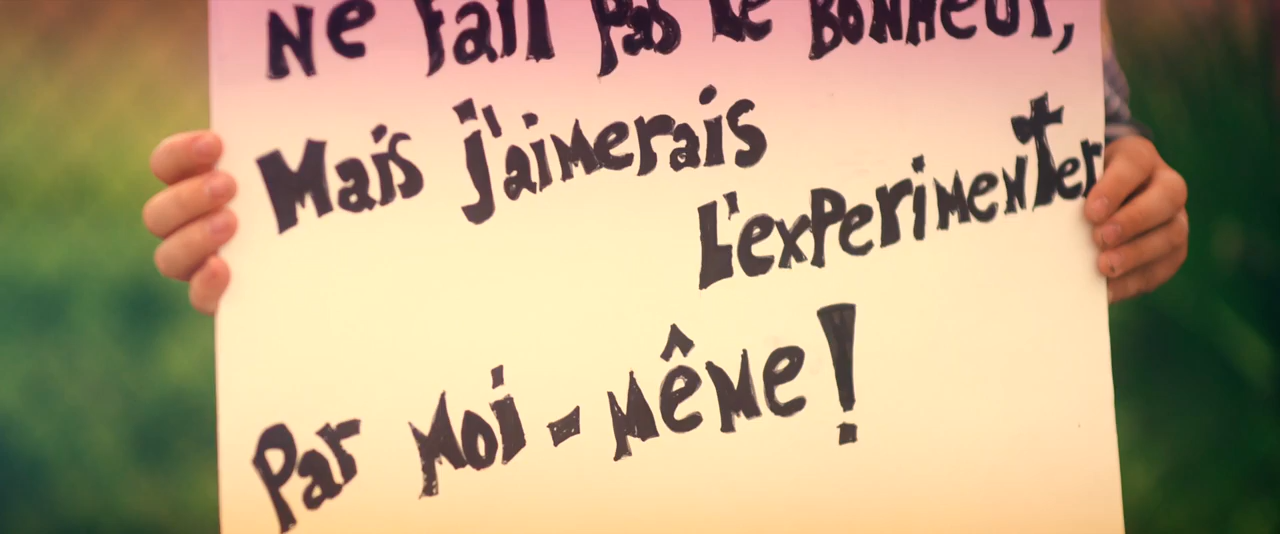 Ne fait pas le BONHeur,
Mais j'aimerais
L'experimenter
Par Moi-Même!